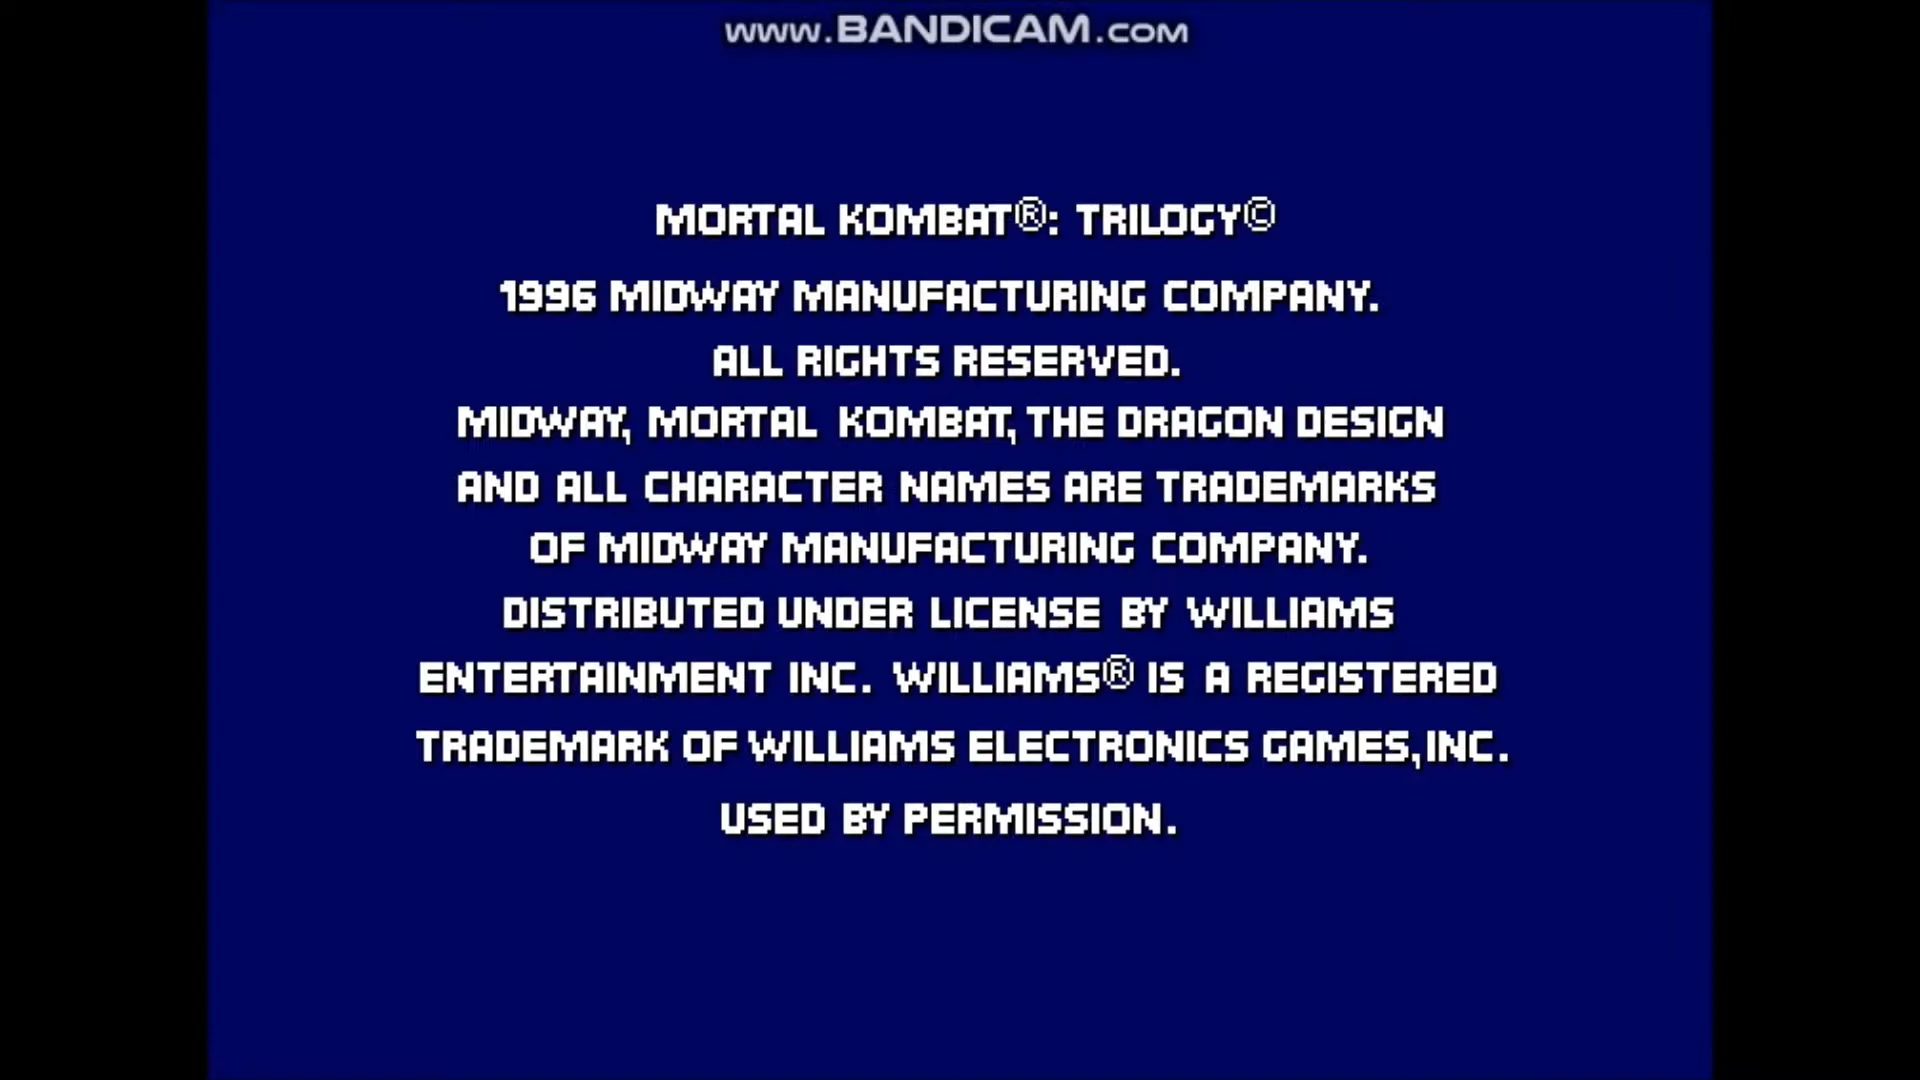 www.BANDICAM.com
MORTAL KOMBAT®: TRILOGY©
1996 MIDWAY MANUFACTURING COMPANY.
ALL RIGHTS RESERVED.
MIDWAY, MORTAL KOMBAT, THE DRAGON DESIGN
AND ALL CHARACTER NAMES ARE TRADEMARKS
OF MIDWAY MANUFACTURING COMPANY.
DISTRIBUTED UNDER LICENSE BY WILLIAMS
ENTERTAINMENT INC. WILLIAMS® IS A REGISTERED
TRADEMARK OF WILLIAMS ELECTRONICS GAMES,INC.
USED BY PERMISSION.